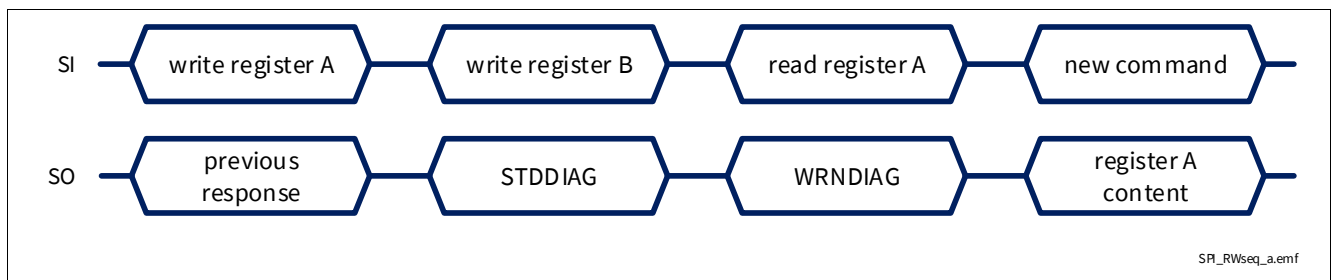 SI
write register A
write register B
read register A
new command
SO
previous
response
STDDIAG
WRNDIAG
register A
content
SPI_RWseq_a.emf